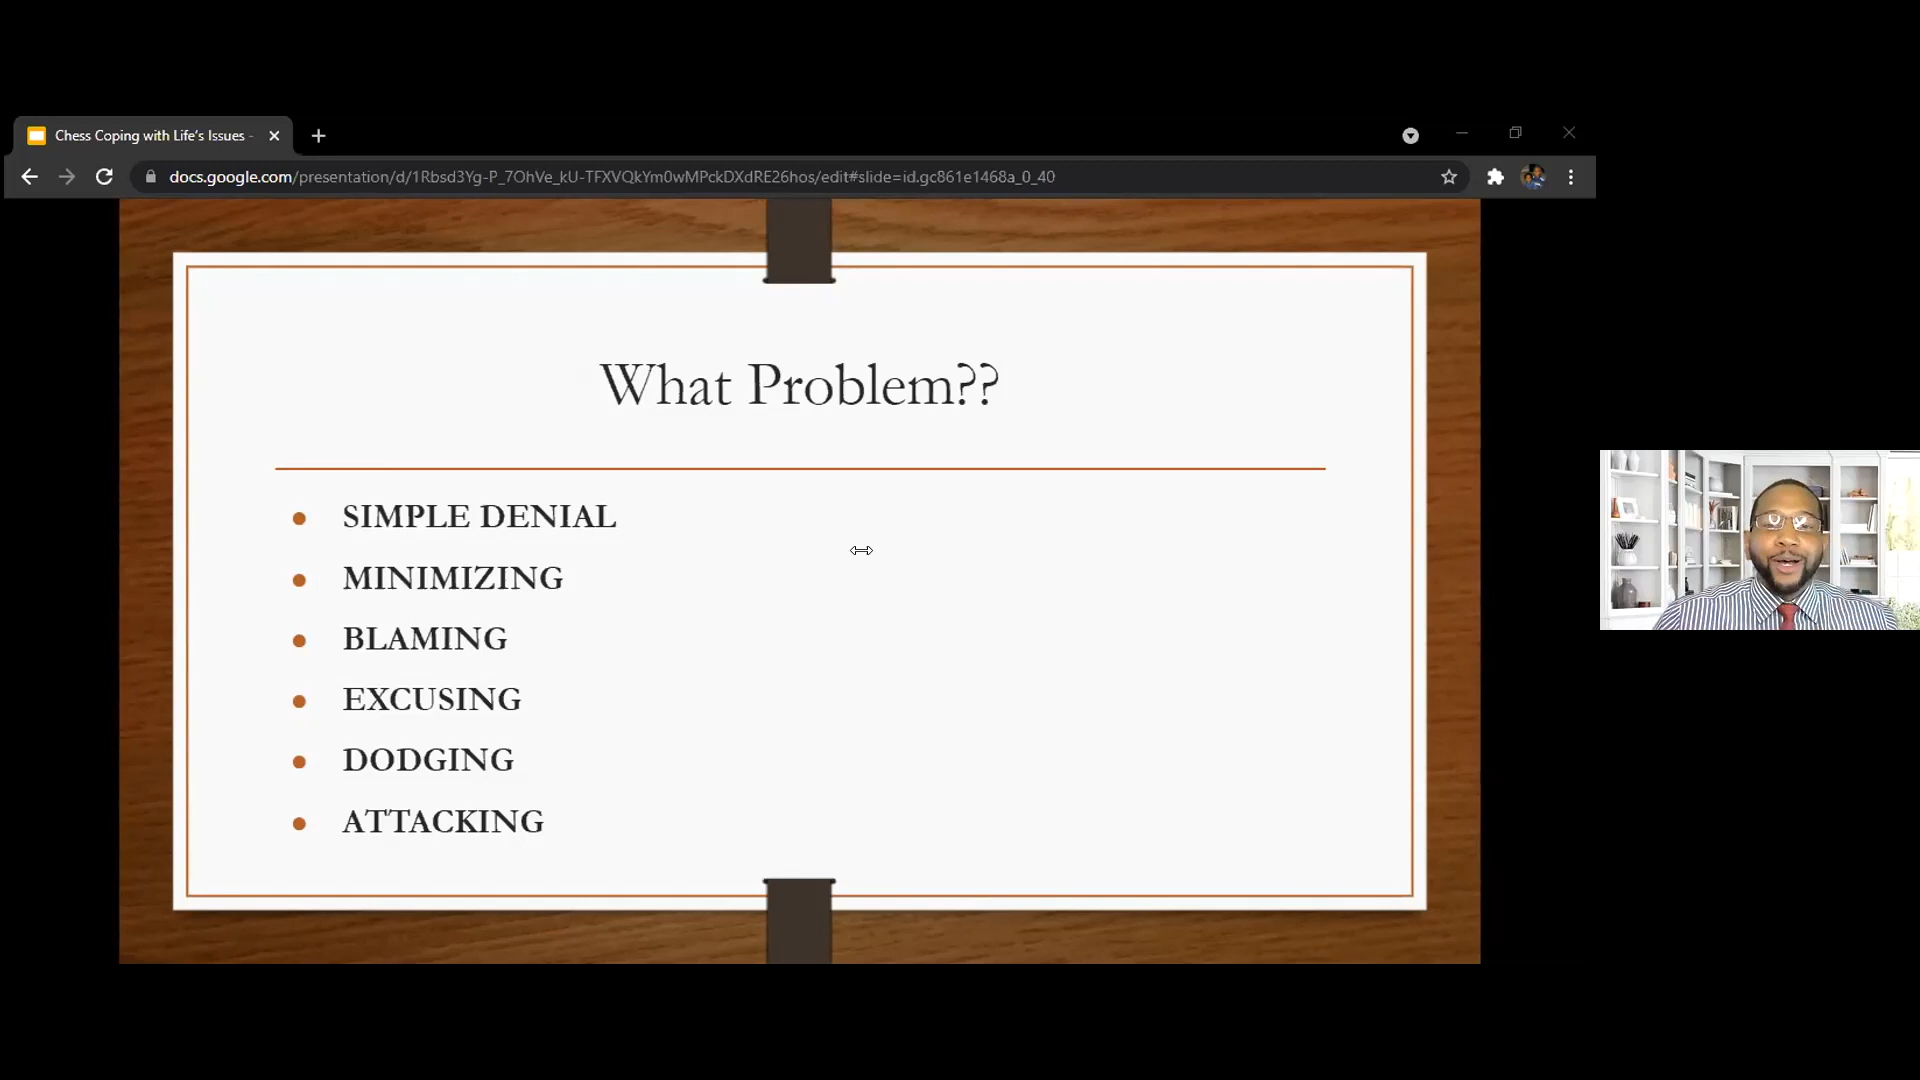 Chess Coping with Life's Issues -
docs.google.com/presentation/d/1Rbsd3Yg-P_7OhVe_kU-TFXVQkYm0wMPckDXdRE26hos/edit#slide=id.gc861e1468a_0_40
What Problem??
SIMPLE DENIAL
MINIMIZING
BLAMING
EXCUSING
DODGING
ATTACKING